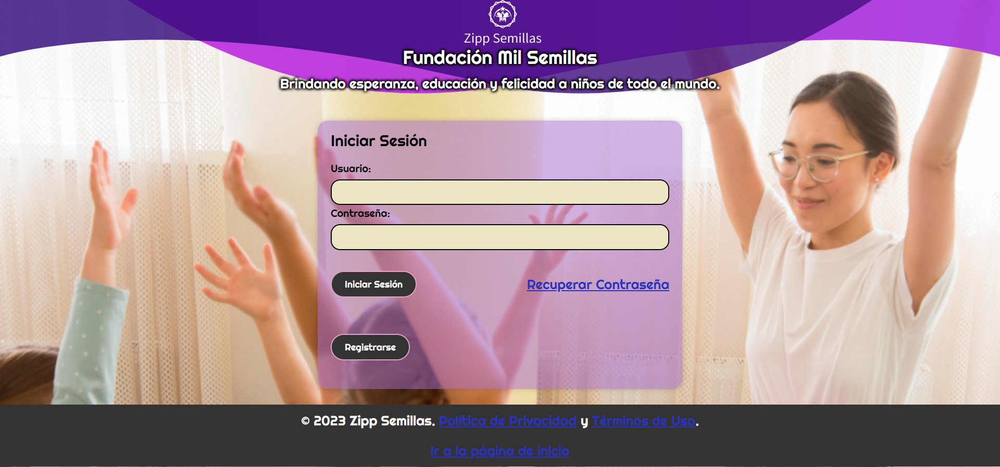 Zipp Semillas
Fundación Mil Semillas
Brindando esperanza, educación y felicidad a niños de todo el mundo.
Iniciar Sesión
Usuario:
Contraseña:
Iniciar Sesión
Recuperar Contraseña
Registrarse
© 2023 Zipp Semillas. Política de Privacidad y Términos de Uso.
Ir a la página de inicio